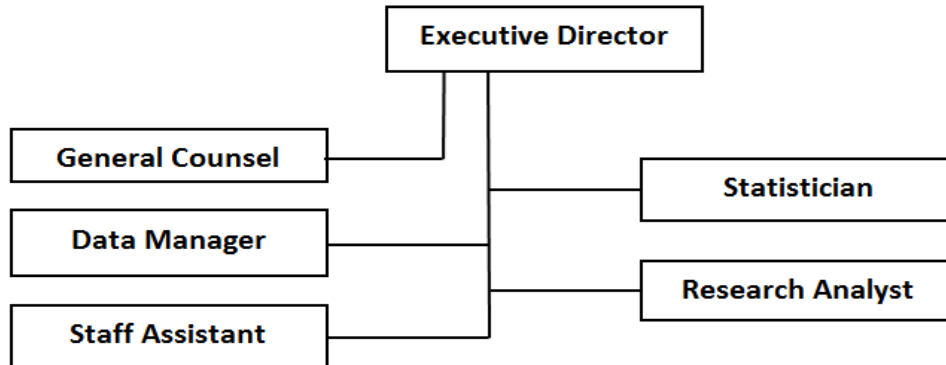 Executive Director
General Counsel
Statistician
Data Manager
Research Analyst
Staff Assistant